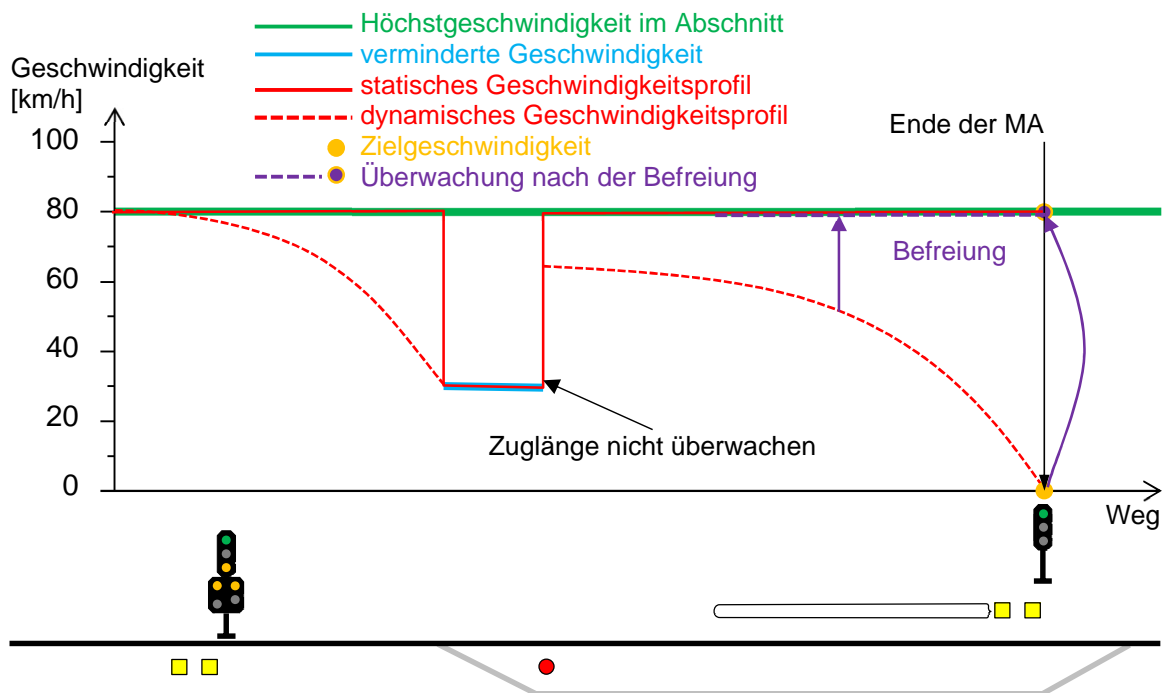 Höchstgeschwindigkeit im Abschnitt
verminderte Geschwindigkeit
statisches Geschwindigkeitsprofil
dynamisches Geschwindigkeitsprofil
Zielgeschwindigkeit
Überwachung nach der Befreiung
Geschwindigkeit
[km/h]
Ende der MA
100
80
60
40
20
0
Befreiung
Zuglänge nicht überwachen
Weg